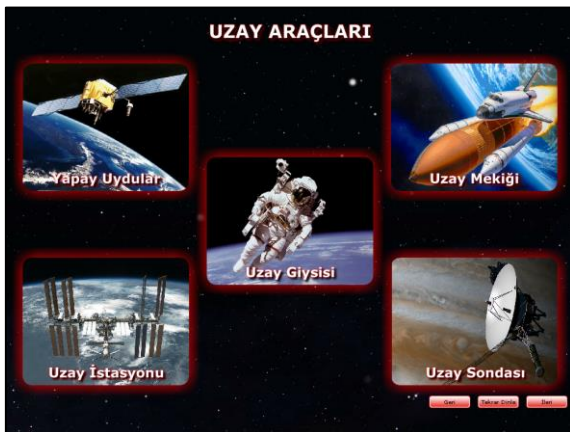 UZAY ARAÇLARI
Yapay Uydular
Uzay Mekiği
Uzay Giysisi
Uzay İstasyonu
Uzay Sondası
Geri
Tekrar Dinle
İleri